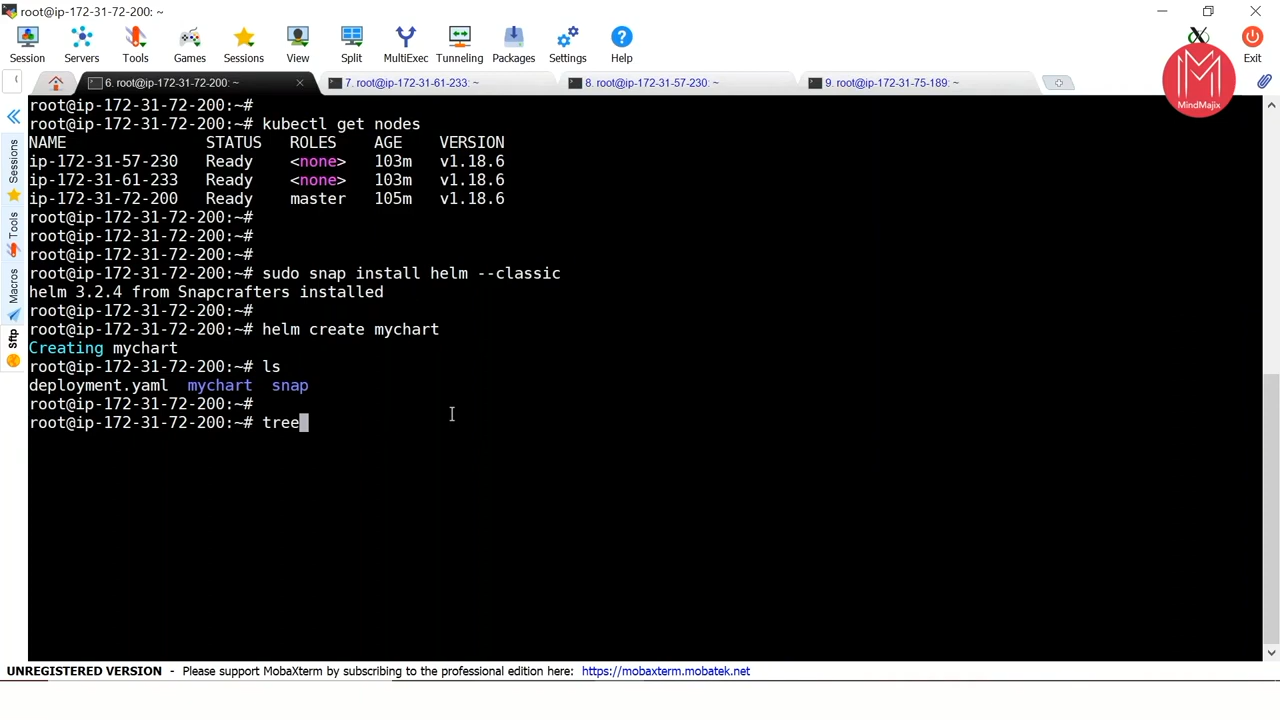 root@ip-172-31-72-200: ~
Session Servers Tools Games Sessions View Split MultiExec Tunneling Packages Settings Help X server Exit
6. root@ip-172-31-72-200: ~ 7. root@ip-172-31-61-233: ~ 8. root@ip-172-31-57-230: ~ 9. root@ip-172-31-75-189: ~
MindMajix
Sessions
Tools
Macros
Sftp
root@ip-172-31-72-200:~#
root@ip-172-31-72-200:~# kubectl get nodes
NAME STATUS ROLES AGE VERSION
ip-172-31-57-230 Ready <none> 103m v1.18.6
ip-172-31-61-233 Ready <none> 103m v1.18.6
ip-172-31-72-200 Ready master 105m v1.18.6
root@ip-172-31-72-200:~#
root@ip-172-31-72-200:~#
root@ip-172-31-72-200:~#
root@ip-172-31-72-200:~# sudo snap install helm --classic
helm 3.2.4 from Snapcrafters installed
root@ip-172-31-72-200:~#
root@ip-172-31-72-200:~# helm create mychart
Creating mychart
root@ip-172-31-72-200:~# ls
deployment.yaml mychart snap
root@ip-172-31-72-200:~#
root@ip-172-31-72-200:~# tree
UNREGISTERED VERSION - Please support MobaXterm by subscribing to the professional edition here: https://mobaxterm.mobatek.net